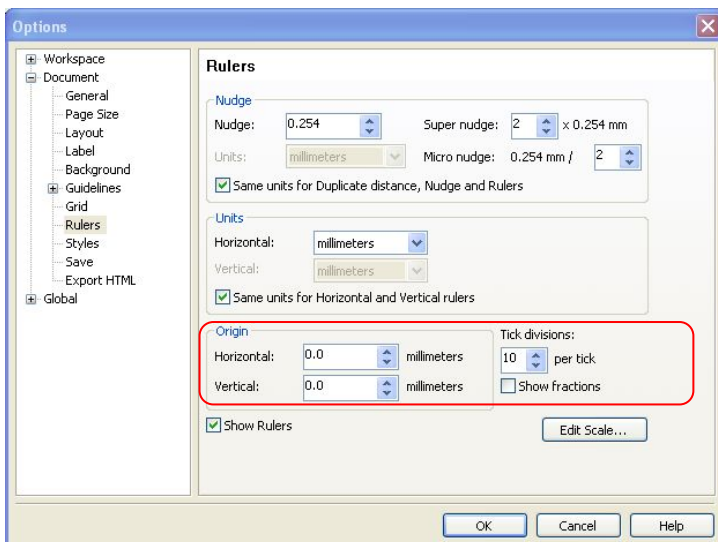 Options
Workspace
Document
General
Page Size
Layout
Label
Background
Guidelines
Grid
Rulers
Styles
Save
Export HTML
Global
Rulers
Nudge
Nudge: 0.254 Super nudge: 2 x 0.254 mm
Units: millimeters Micro nudge: 0.254 mm / 2
Same units for Duplicate distance, Nudge and Rulers
Units
Horizontal: millimeters
Vertical: millimeters
Same units for Horizontal and Vertical rulers
Origin Tick divisions:
Horizontal: 0.0 millimeters 10 per tick
Vertical: 0.0 millimeters Show fractions
Show Rulers Edit Scale...
OK Cancel Help